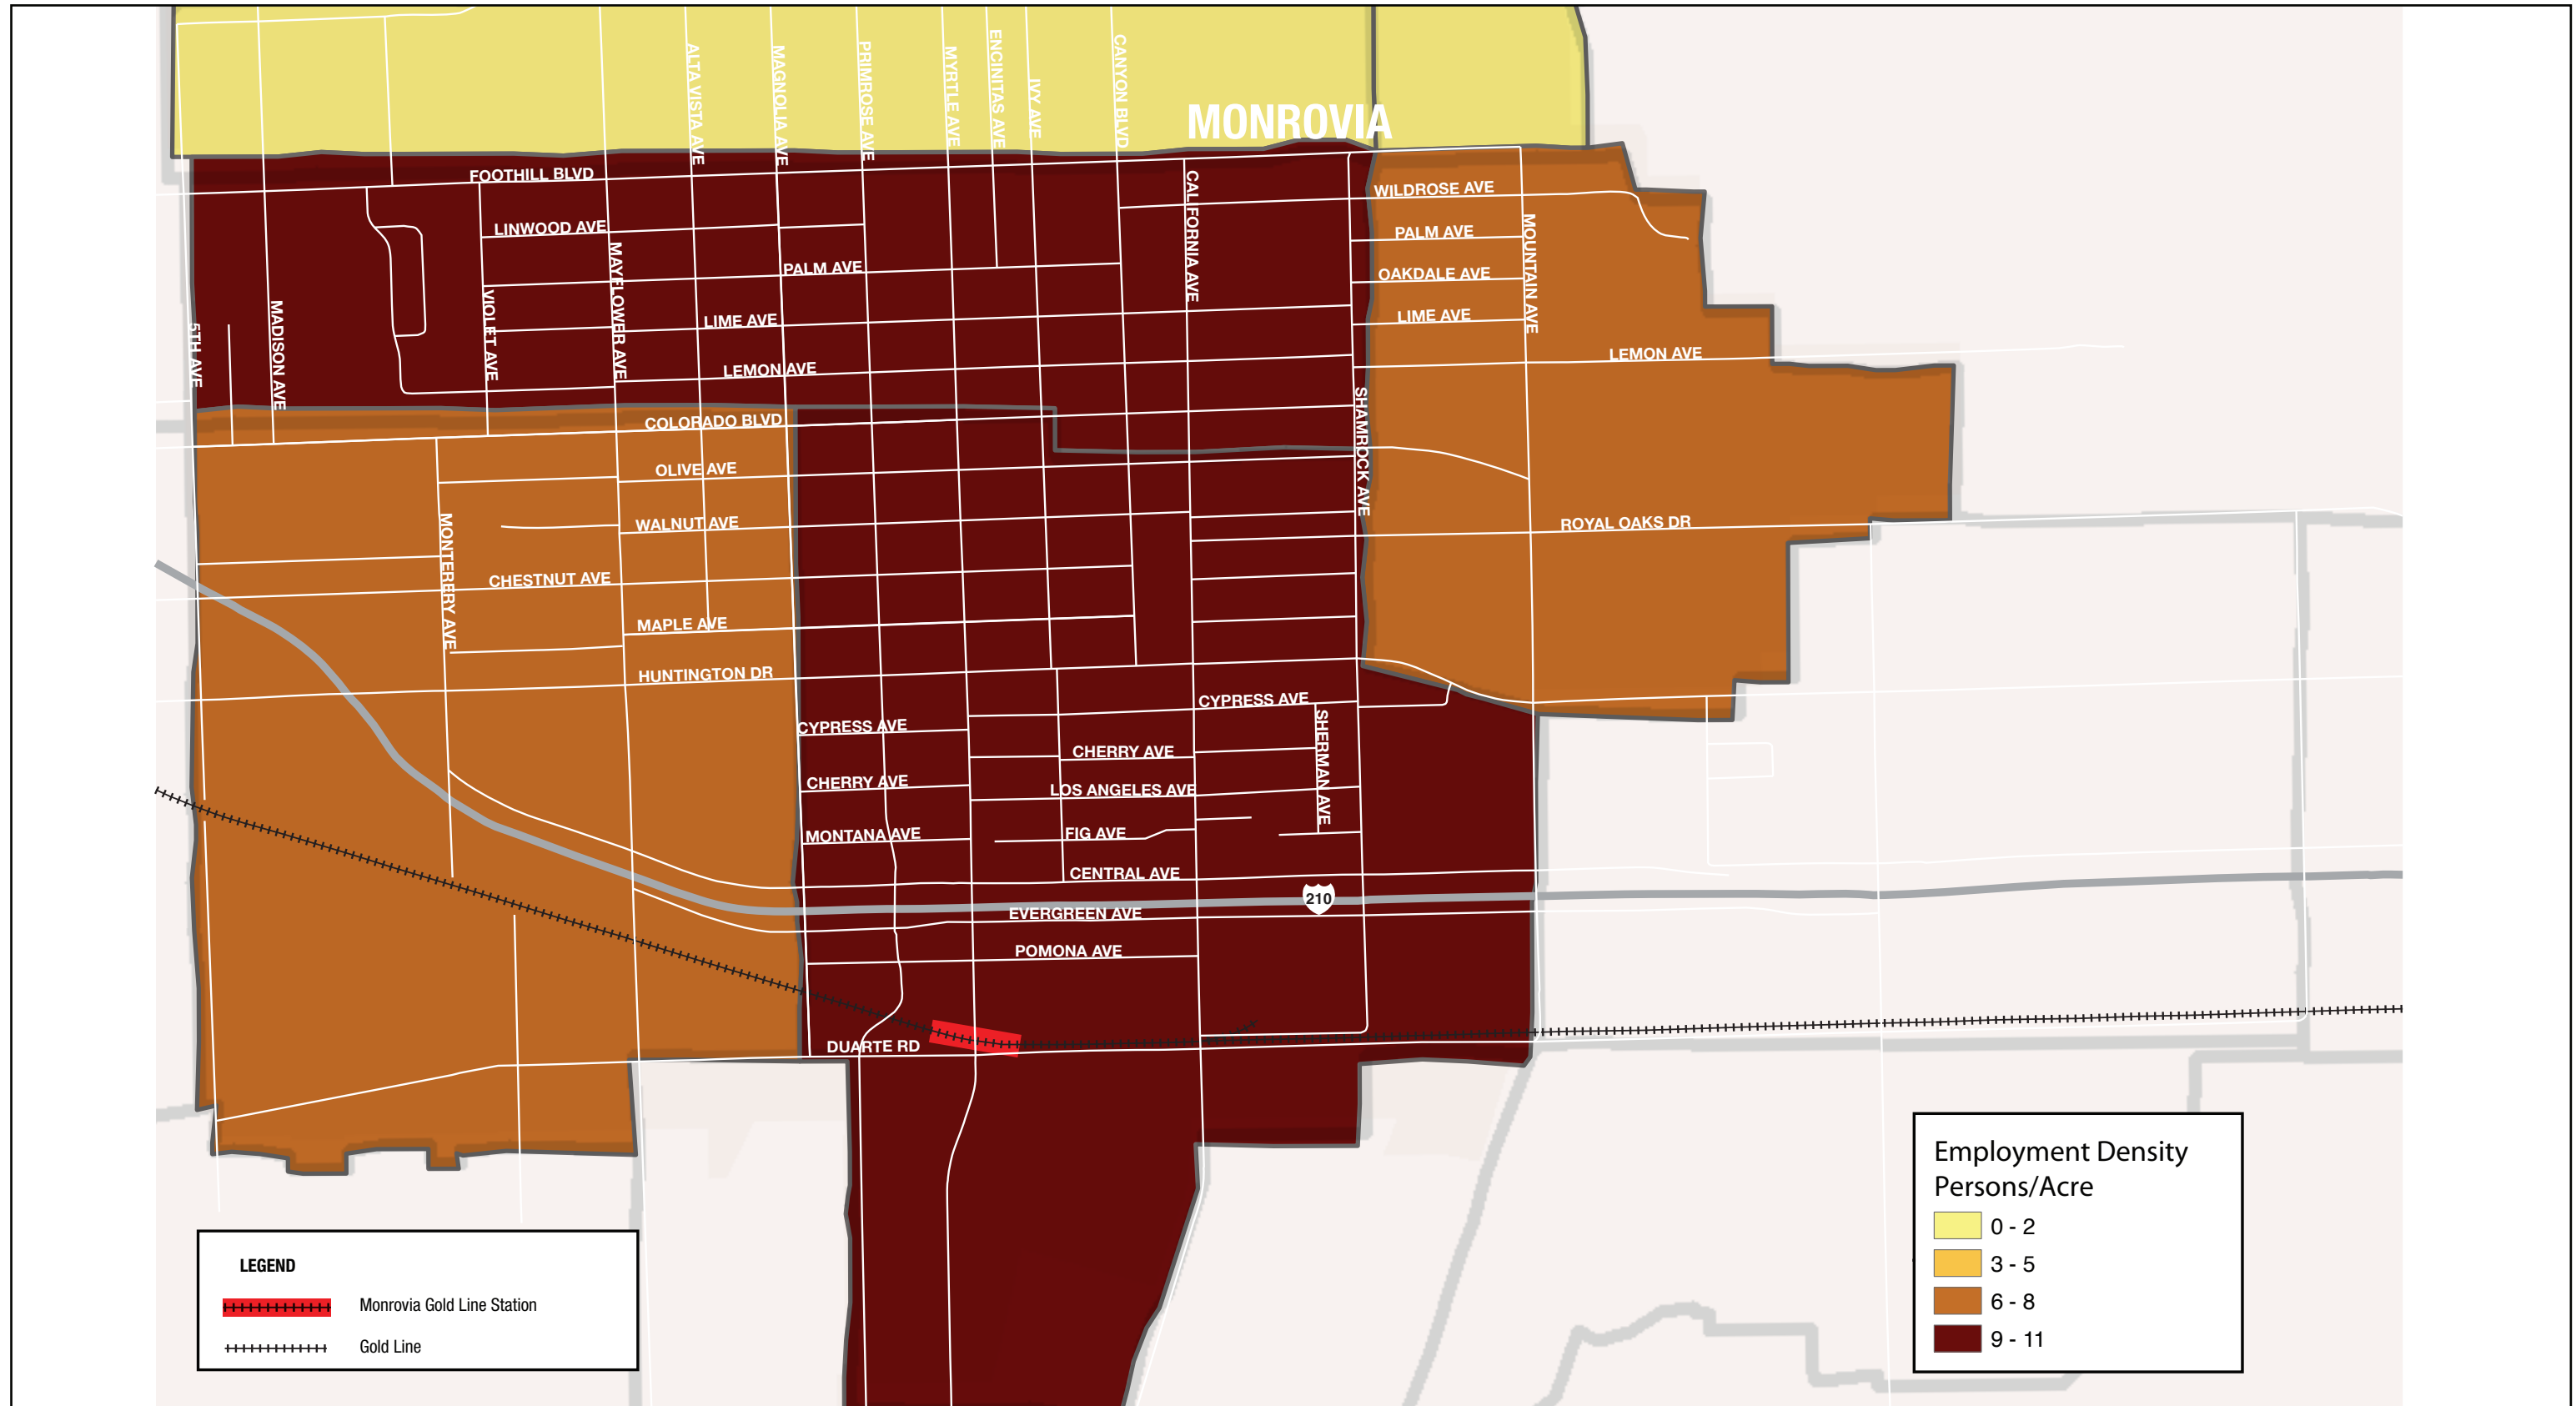 ALTA VISTA AVE
MAGNOLIA AVE
PRIMROSE AVE
MYRTLE AVE
ENCINITAS AVE
IVY AVE
CANYON BLVD
MONROVIA
FOOTHILL BLVD
WILDROSE AVE
LINWOOD AVE
PALM AVE
PALM AVE
OAKDALE AVE
LIME AVE
LIME AVE
LEMON AVE
LEMON AVE
5TH AVE
MADISON AVE
VIOLET AVE
MAYFLOWER AVE
CALIFORNIA AVE
MOUNTAIN AVE
SHAMROCK AVE
COLORADO BLVD
OLIVE AVE
WALNUT AVE
ROYAL OAKS DR
MONTEREY AVE
CHESTNUT AVE
MAPLE AVE
HUNTINGTON DR
CYPRESS AVE
CYPRESS AVE
SHERMAN AVE
CHERRY AVE
CHERRY AVE
LOS ANGELES AVE
MONTANA AVE
FIG AVE
CENTRAL AVE
210
EVERGREEN AVE
POMONA AVE
DUARTE RD
LEGEND
Monrovia Gold Line Station
Gold Line
Employment Density
Persons/Acre
0 - 2
3 - 5
6 - 8
9 - 11